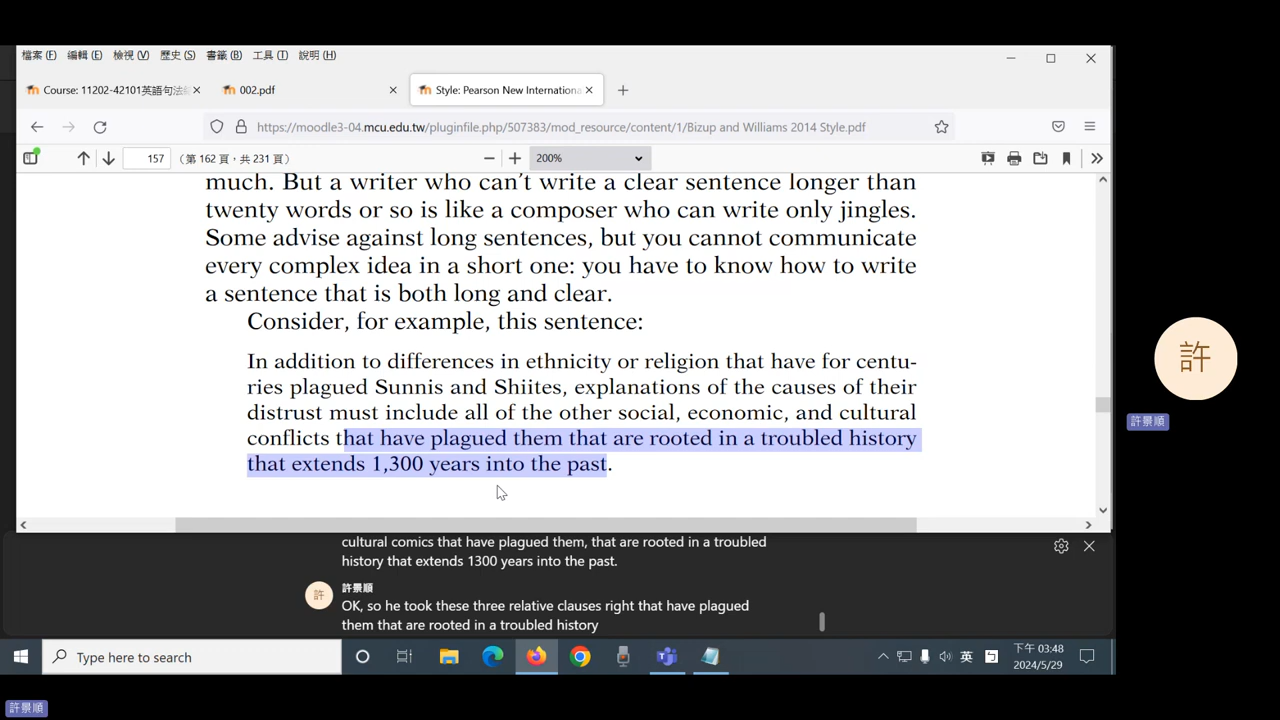 檔案 (F) 編輯 (E) 檢視 (V) 歷史 (S) 書籤 (B) 工具 (T) 說明 (H)
Course: 11202-42101英語句法 002.pdf Style: Pearson New Internationa
https://moodle3-04.mcu.edu.tw/pluginfile.php/507383/mod_resource/content/1/Bizup and Williams 2014 Style.pdf
157 (第 162 頁，共 231 頁) 200%
much. But a writer who can't write a clear sentence longer than
twenty words or so is like a composer who can write only jingles.
Some advise against long sentences, but you cannot communicate
every complex idea in a short one: you have to know how to write
a sentence that is both long and clear.
Consider, for example, this sentence:
In addition to differences in ethnicity or religion that have for centu-
ries plagued Sunnis and Shiites, explanations of the causes of their
distrust must include all of the other social, economic, and cultural
conflicts that have plagued them that are rooted in a troubled history
that extends 1,300 years into the past.
許
許景順
cultural comics that have plagued them, that are rooted in a troubled
history that extends 1300 years into the past.
許
許景順
OK, so he took these three relative clauses right that have plagued
them that are rooted in a troubled history
Type here to search
英
下午 03:48
2024/5/29
許景順